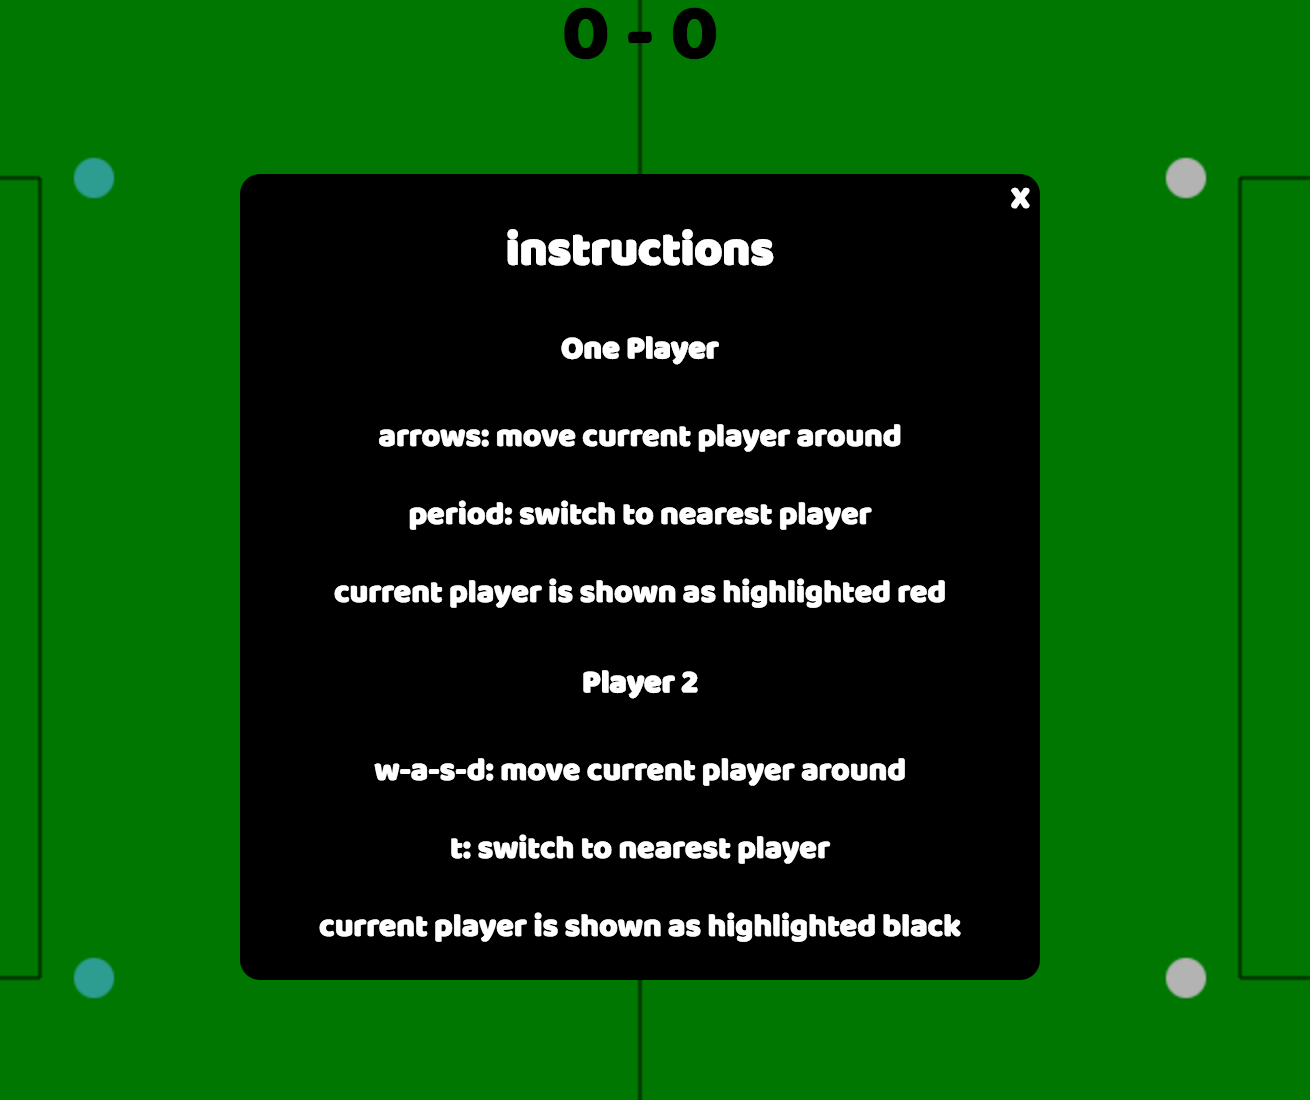 0 - 0
x
instructions
One Player
arrows: move current player around
period: switch to nearest player
current player is shown as highlighted red
Player 2
w-a-s-d: move current player around
t: switch to nearest player
current player is shown as highlighted black